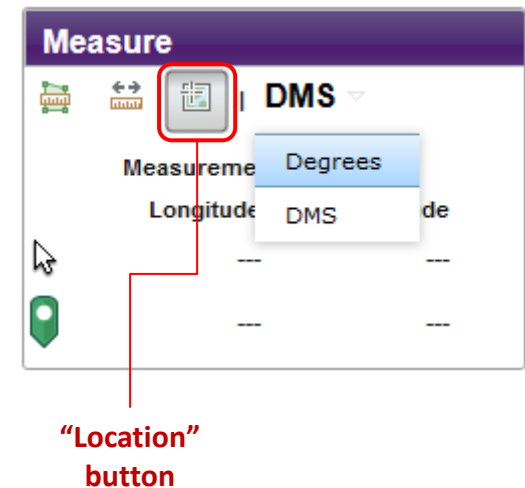 Measure
| DMS
Degrees
Measureme
Longitude de
DMS
--- ---
--- ---
“Location”
button